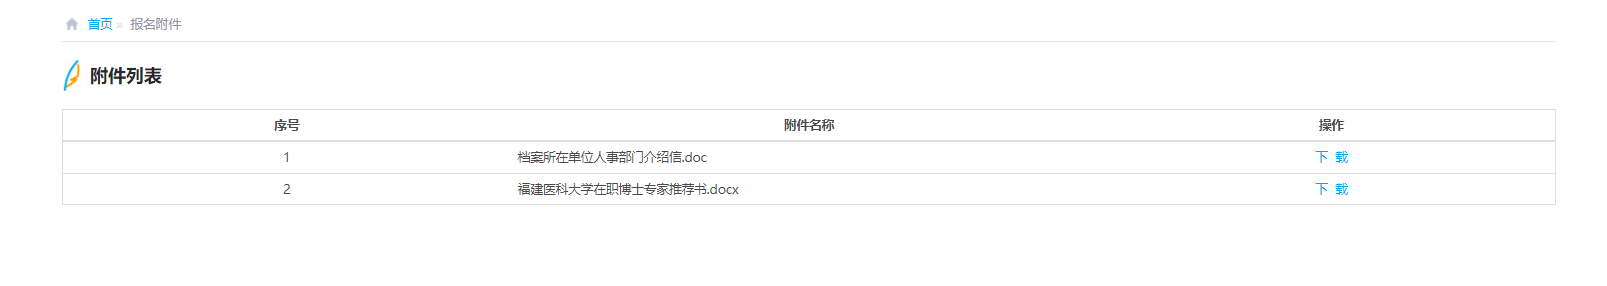 首页 » 报名附件
附件列表
序号 附件名称 操作
1 档案所在单位人事部门介绍信.doc 下 载
2 福建医科大学在职博士专家推荐书.docx 下 载